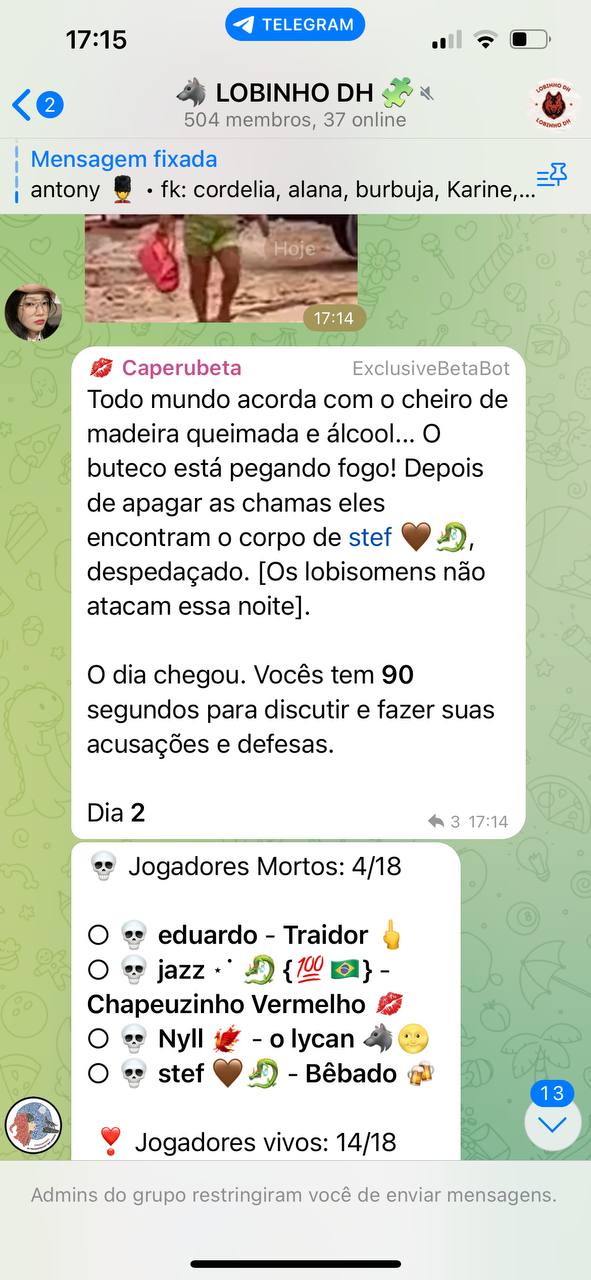 17:15
TELEGRAM
2
🐺 LOBINHO DH 🧩
504 membros, 37 online
LOBINHO DH
LOBINHO DH
Mensagem fixada
antony 💂 • fk: cordelia, alana, burbuja, Karine,...
Hoje
17:14
💋 Caperubeta
ExclusiveBetaBot
Todo mundo acorda com o cheiro de
madeira queimada e álcool... O
buteco está pegando fogo! Depois
de apagar as chamas eles
encontram o corpo de stef 🤎🐉,
despedaçado. [Os lobisomens não
atacam essa noite].
O dia chegou. Vocês tem 90
segundos para discutir e fazer suas
acusações e defesas.
Dia 2
3 17:14
💀 Jogadores Mortos: 4/18
O 💀 eduardo - Traidor 🖕
O 💀 jazz ⋆˙ 🐉 {💯 🇧🇷} -
Chapeuzinho Vermelho 💋
O 💀 Nyll 🐦‍🔥 - o lycan 🐺🌝
O 💀 stef 🤎🐉 - Bêbado 🍻
13
❣️ Jogadores vivos: 14/18
Admins do grupo restringiram você de enviar mensagens.